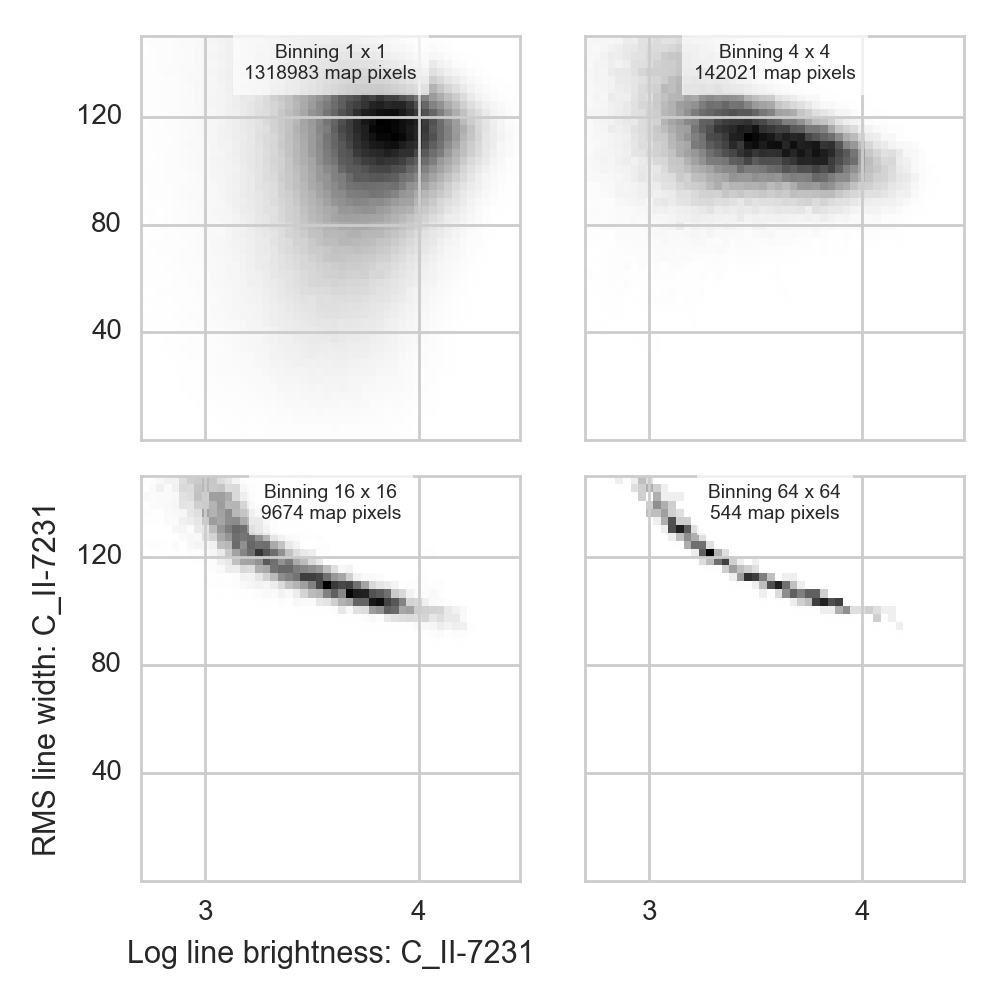 Binning 1 x 1
1318983 map pixels
Binning 4 x 4
142021 map pixels
120
80
40
Binning 16 x 16
9674 map pixels
Binning 64 x 64
544 map pixels
120
80
40
RMS line width: C_II-7231
3
4
3
4
Log line brightness: C_II-7231